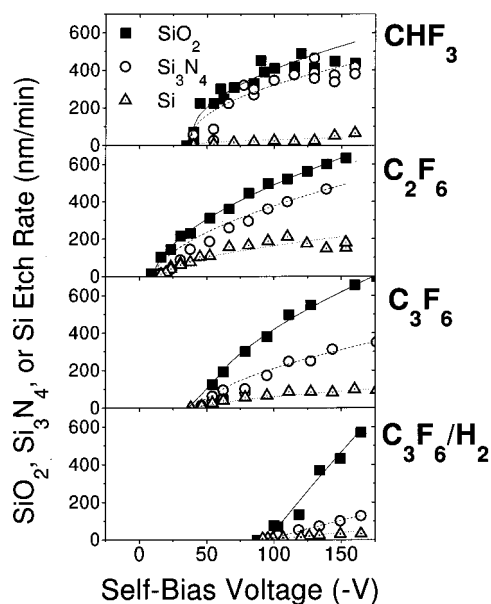 SiO2, Si3N4, or Si Etch Rate (nm/min)
CHF3
SiO2
Si3N4
Si
600
400
200
0
C2F6
600
400
200
0
C3F6
600
400
200
0
C3F6/H2
600
400
200
0
0 50 100 150
Self-Bias Voltage (-V)